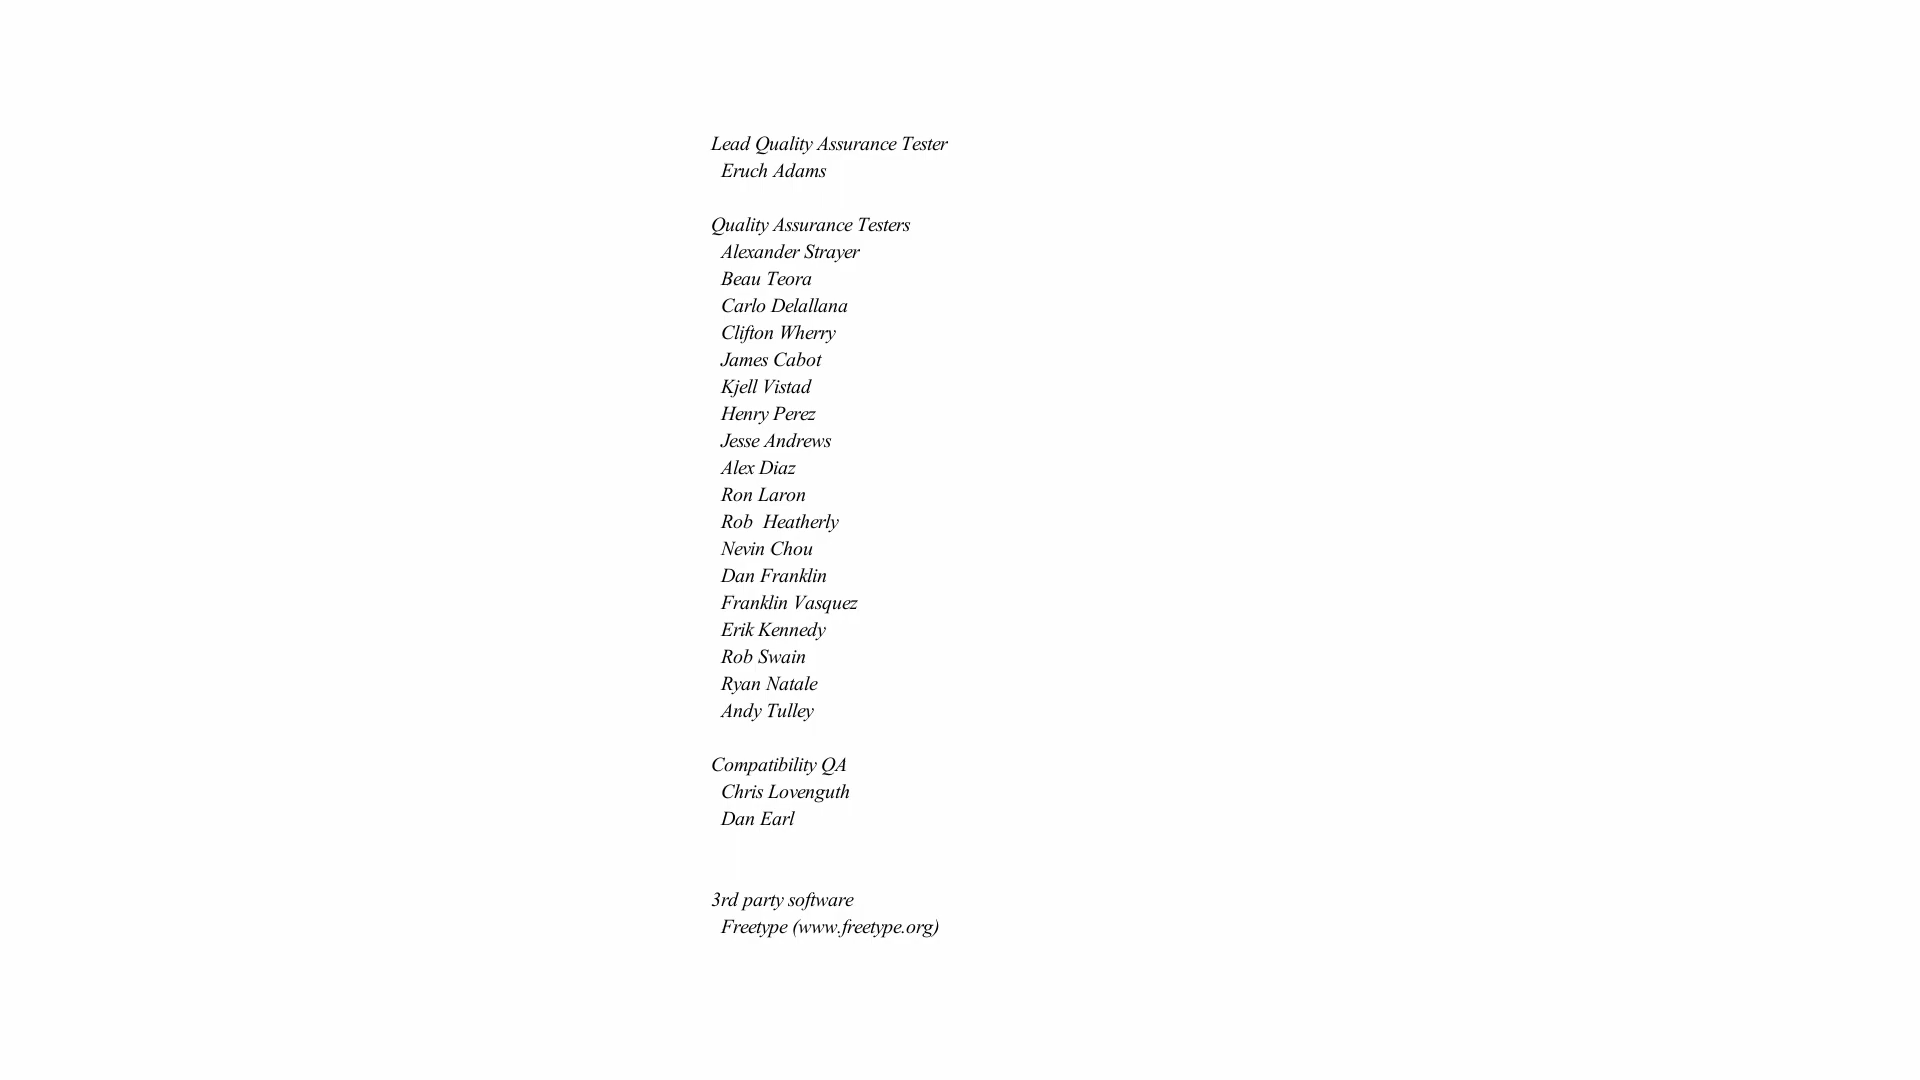 Lead Quality Assurance Tester
Eruch Adams
Quality Assurance Testers
Alexander Strayer
Beau Teora
Carlo Delallana
Clifton Wherry
James Cabot
Kjell Vistad
Henry Perez
Jesse Andrews
Alex Diaz
Ron Laron
Rob  Heatherly
Nevin Chou
Dan Franklin
Franklin Vasquez
Erik Kennedy
Rob Swain
Ryan Natale
Andy Tulley
Compatibility QA
Chris Lovenguth
Dan Earl
3rd party software
Freetype (www.freetype.org)